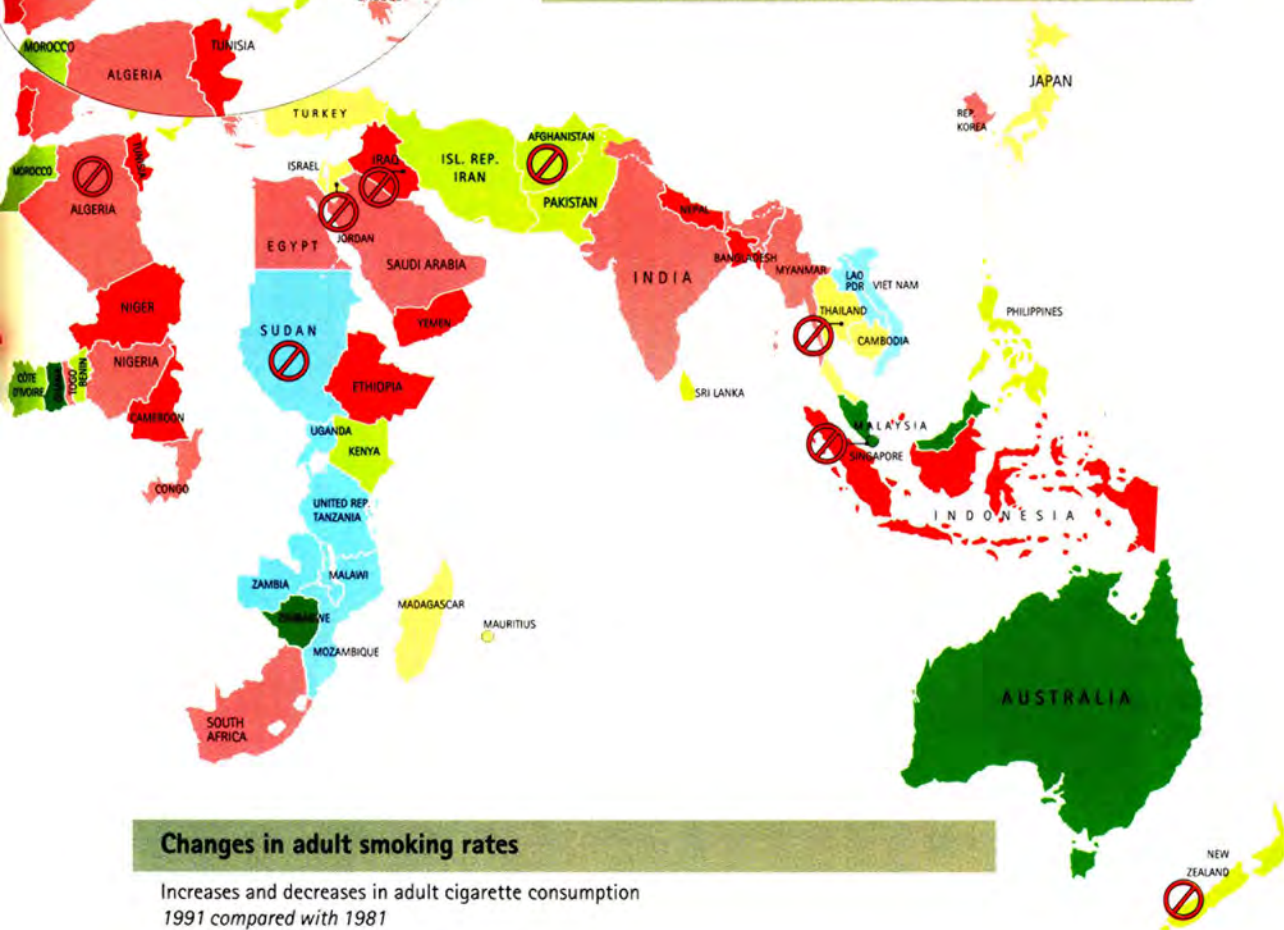 MOROCCO
ALGERIA
TUNISIA
TURKEY
JAPAN
REP.
KOREA
ISRAEL
IRAQ
ISL. REP.
IRAN
AFGHANISTAN
PAKISTAN
MOROCCO
ALGERIA
TUNISIA
EGYPT
JORDAN
SAUDI ARABIA
YEMEN
INDIA
NEPAL
BANGLADESH
MYANMAR
LAO
PDR
VIET NAM
THAILAND
CAMBODIA
PHILIPPINES
SRI LANKA
NIGER
NIGERIA
CÔTE
D'IVOIRE
GHANA
TOGO
BENIN
CAMEROON
CONGO
SUDAN
ETHIOPIA
UGANDA
KENYA
UNITED REP.
TANZANIA
MALAYSIA
SINGAPORE
INDONESIA
ZAMBIA
MALAWI
ZIMBABWE
MOZAMBIQUE
MADAGASCAR
MAURITIUS
SOUTH
AFRICA
AUSTRALIA
NEW
ZEALAND
Changes in adult smoking rates
Increases and decreases in adult cigarette consumption
1991 compared with 1981